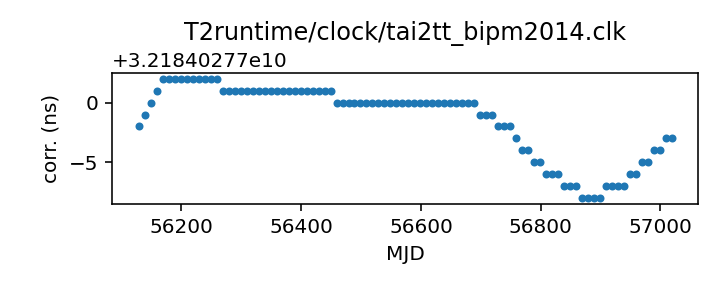 T2runtime/clock/tai2tt_bipm2014.clk
+3.21840277e10
corr. (ns)
0
−5
56200 56400 56600 56800 57000
MJD